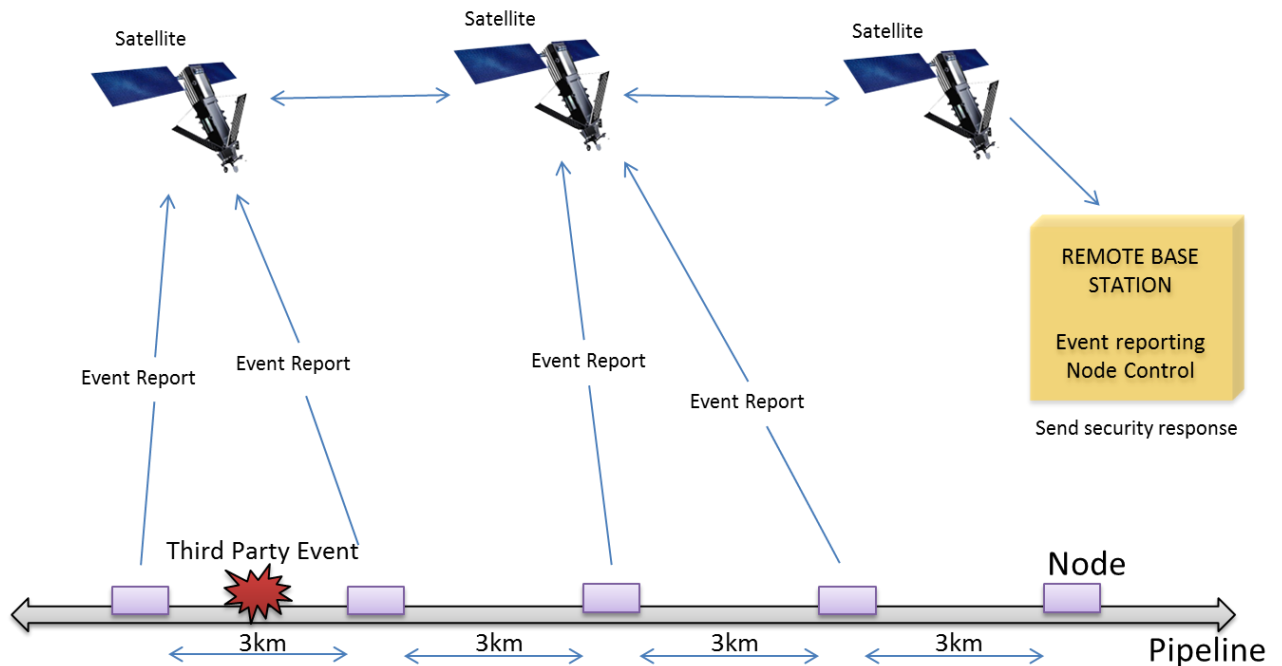 Satellite
Satellite
Satellite
REMOTE BASE
STATION
Event reporting
Node Control
Send security response
Event Report
Event Report
Event Report
Event Report
Third Party Event
Node
3km
3km
3km
3km
Pipeline